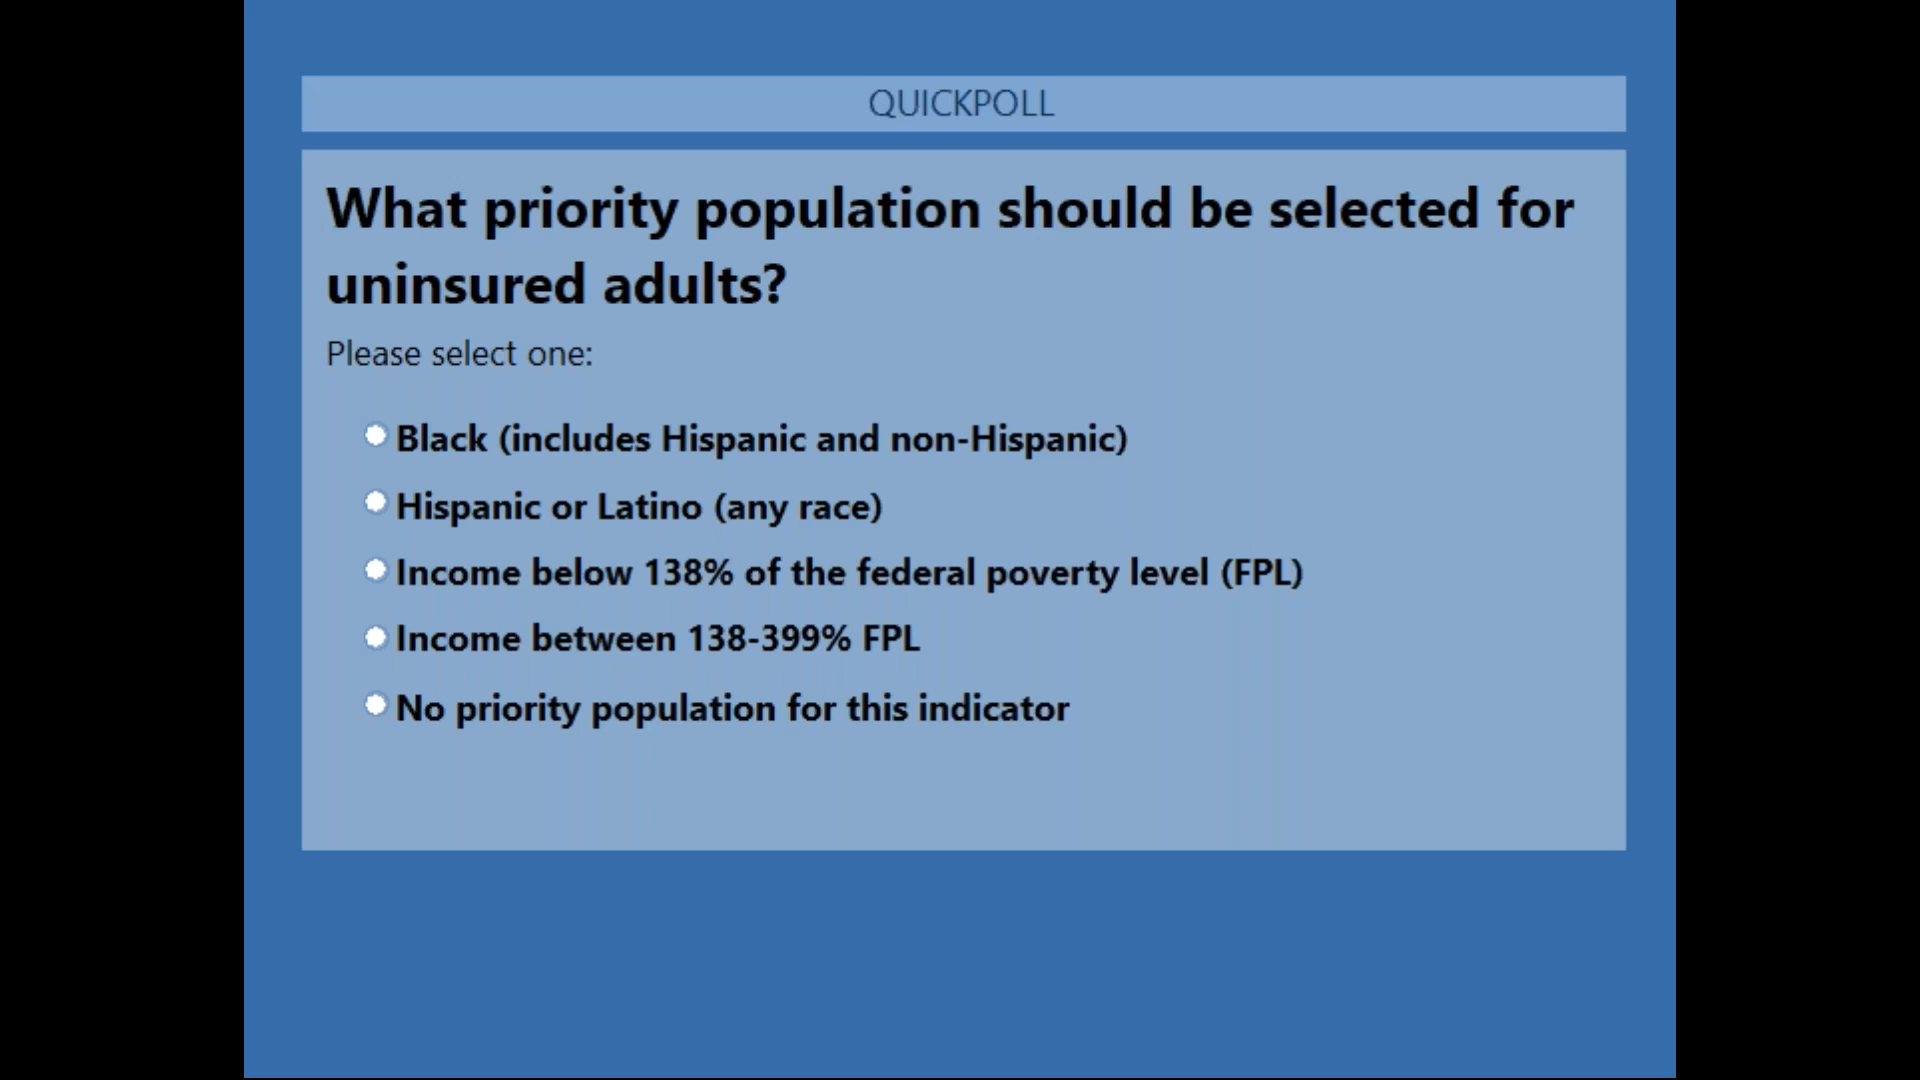 QUICKPOLL
What priority population should be selected for
uninsured adults?
Please select one:
Black (includes Hispanic and non-Hispanic)
Hispanic or Latino (any race)
Income below 138% of the federal poverty level (FPL)
Income between 138-399% FPL
No priority population for this indicator